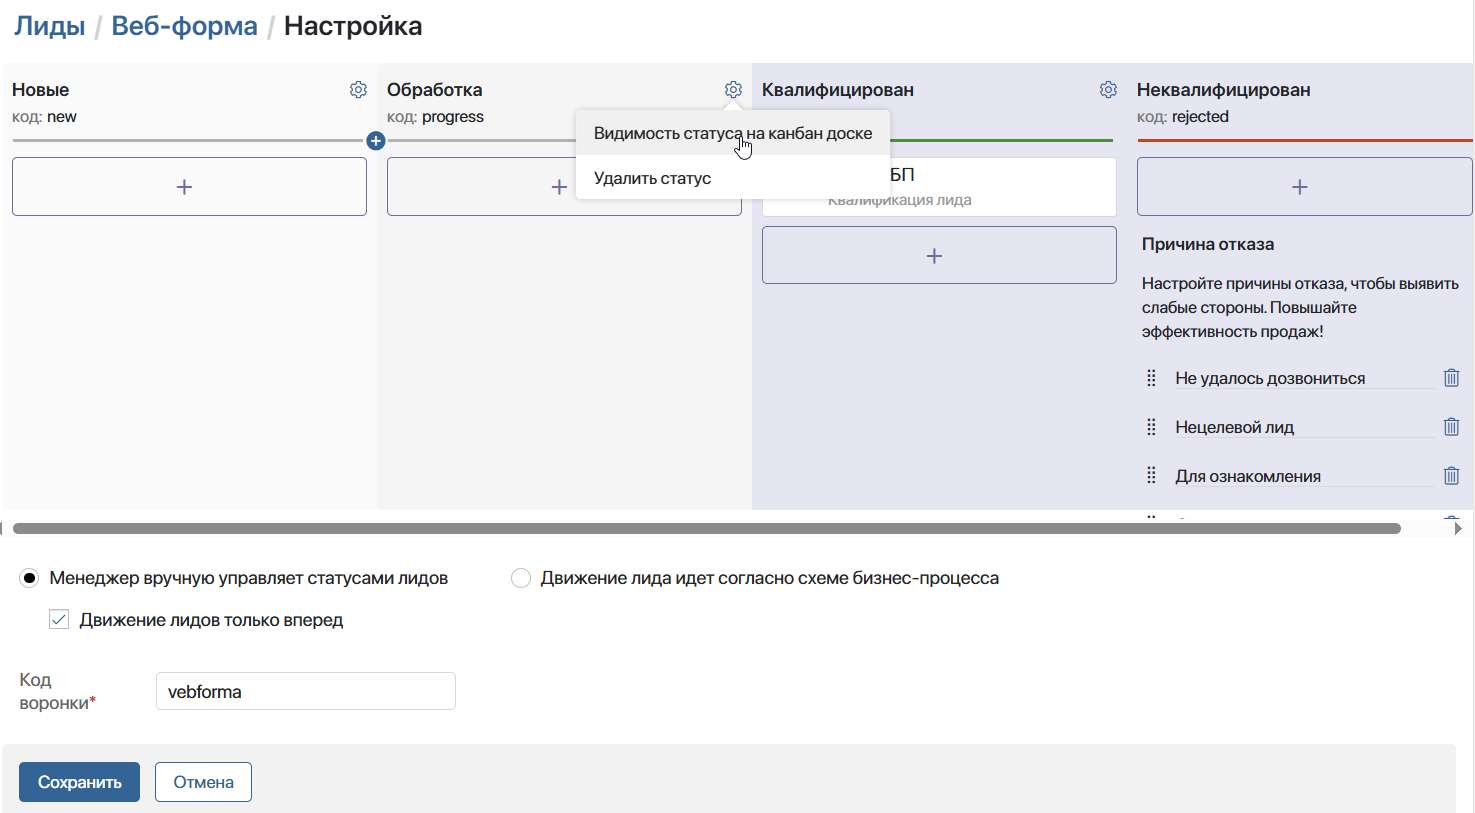 Лиды / Веб-форма / Настройка
Новые
код: new
Обработка
код: progress
Видимость статуса на канбан доске
Удалить статус
Квалифицирован
БП
Квалификация лида
Неквалифицирован
код: rejected
Причина отказа
Настройте причины отказа, чтобы выявить
слабые стороны. Повышайте
эффективность продаж!
Не удалось дозвониться
Нецелевой лид
Для ознакомления
Менеджер вручную управляет статусами лидов
Движение лида идет согласно схеме бизнес-процесса
Движение лидов только вперед
Код
воронки*
vebforma
Сохранить
Отмена